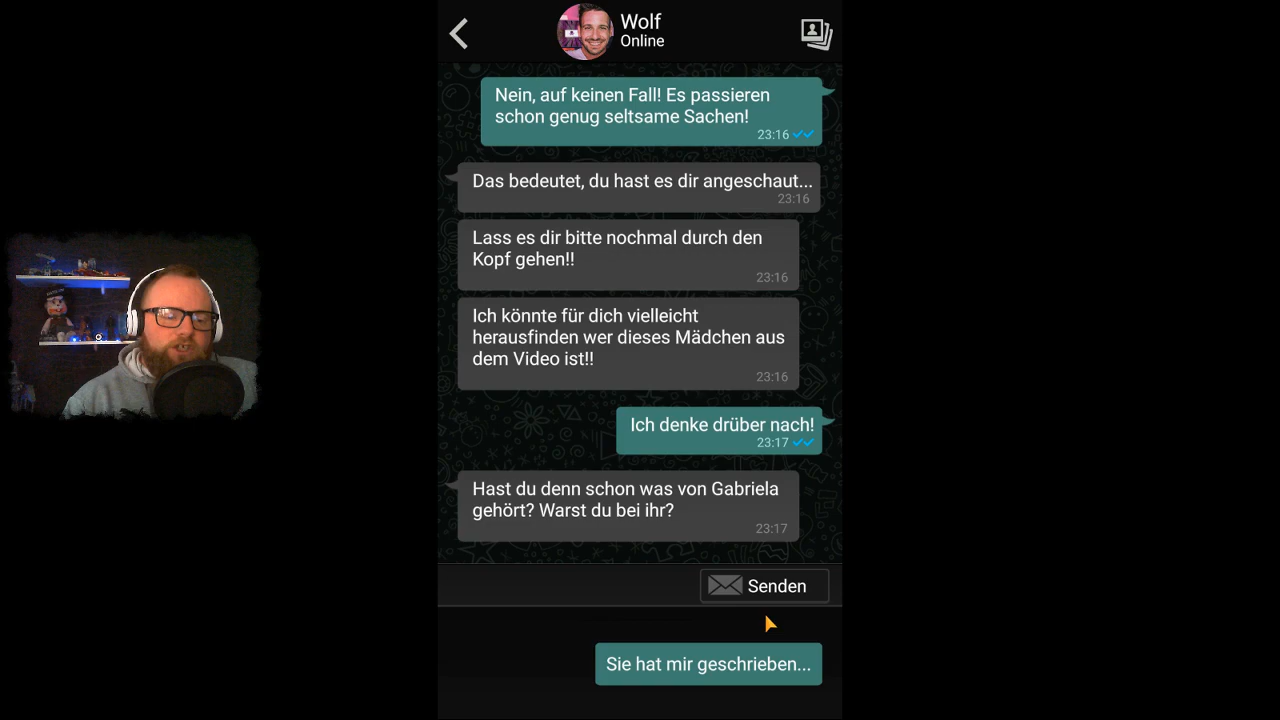 Wolf
Online
Nein, auf keinen Fall! Es passieren
schon genug seltsame Sachen!
23:16
Das bedeutet, du hast es dir angeschaut...
23:16
Lass es dir bitte nochmal durch den
Kopf gehen!!
23:16
Ich könnte für dich vielleicht
herausfinden wer dieses Mädchen aus
dem Video ist!!
23:16
Ich denke drüber nach!
23:17
Hast du denn schon was von Gabriela
gehört? Warst du bei ihr?
23:17
Senden
Sie hat mir geschrieben...